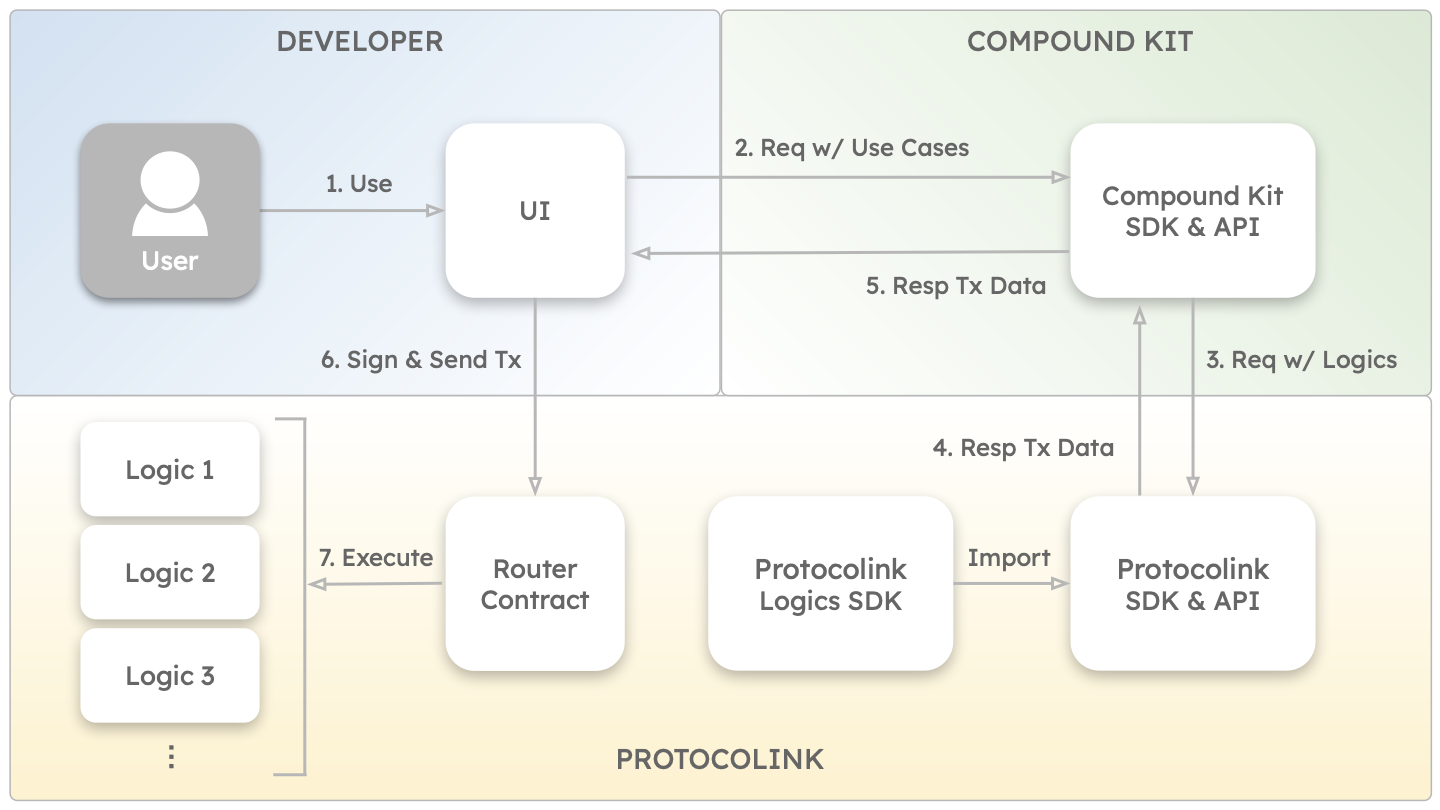 DEVELOPER
COMPOUND KIT
1. Use
User
UI
2. Req w/ Use Cases
Compound Kit
SDK & API
5. Resp Tx Data
6. Sign & Send Tx
3. Req w/ Logics
4. Resp Tx Data
Logic 1
Logic 2
Logic 3
7. Execute
Router
Contract
Protocolink
Logics SDK
Import
Protocolink
SDK & API
PROTOCOLINK